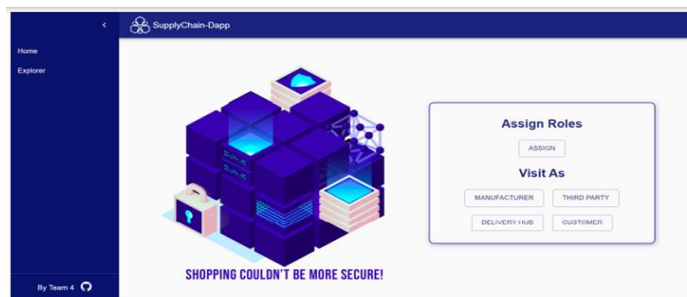 SupplyChain-Dapp
Home
Explorer
Assign Roles
ASSIGN
Visit As
MANUFACTURER THIRD PARTY
DELIVERY HUB CUSTOMER
SHOPPING COULDN'T BE MORE SECURE!
By Team 4